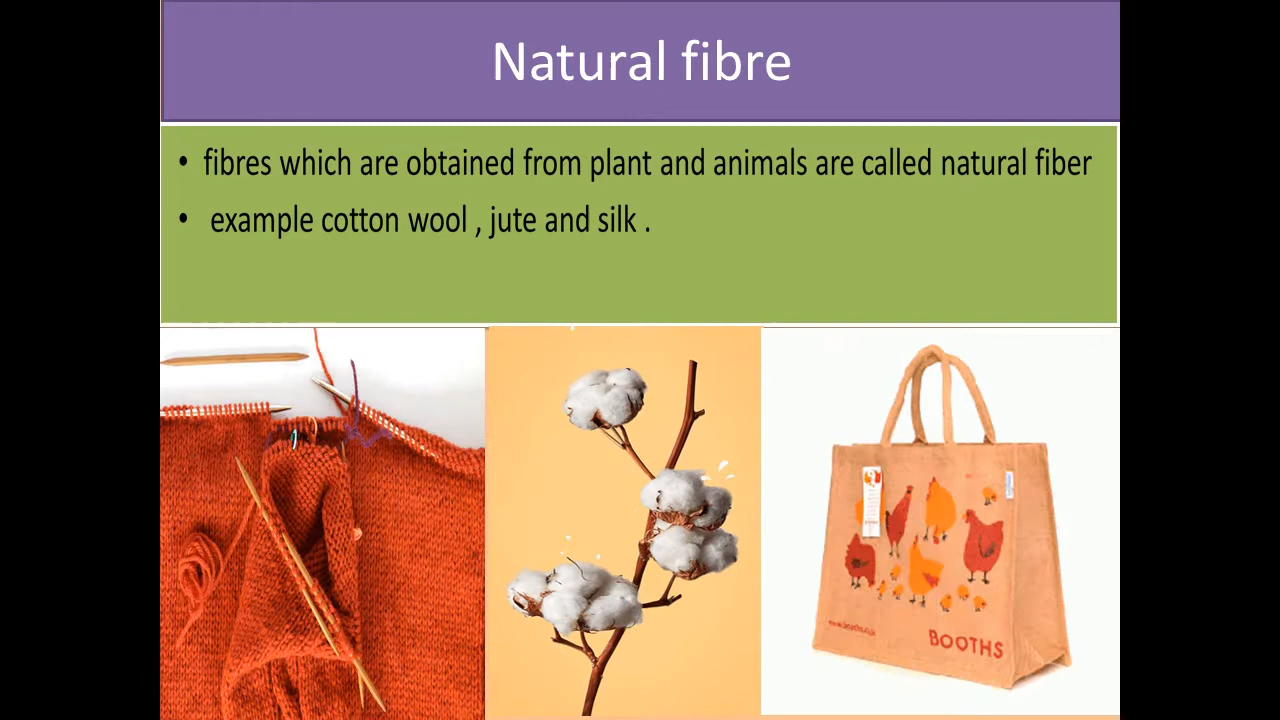 Natural fibre
• fibres which are obtained from plant and animals are called natural fiber
• example cotton wool , jute and silk .
BOOTHS